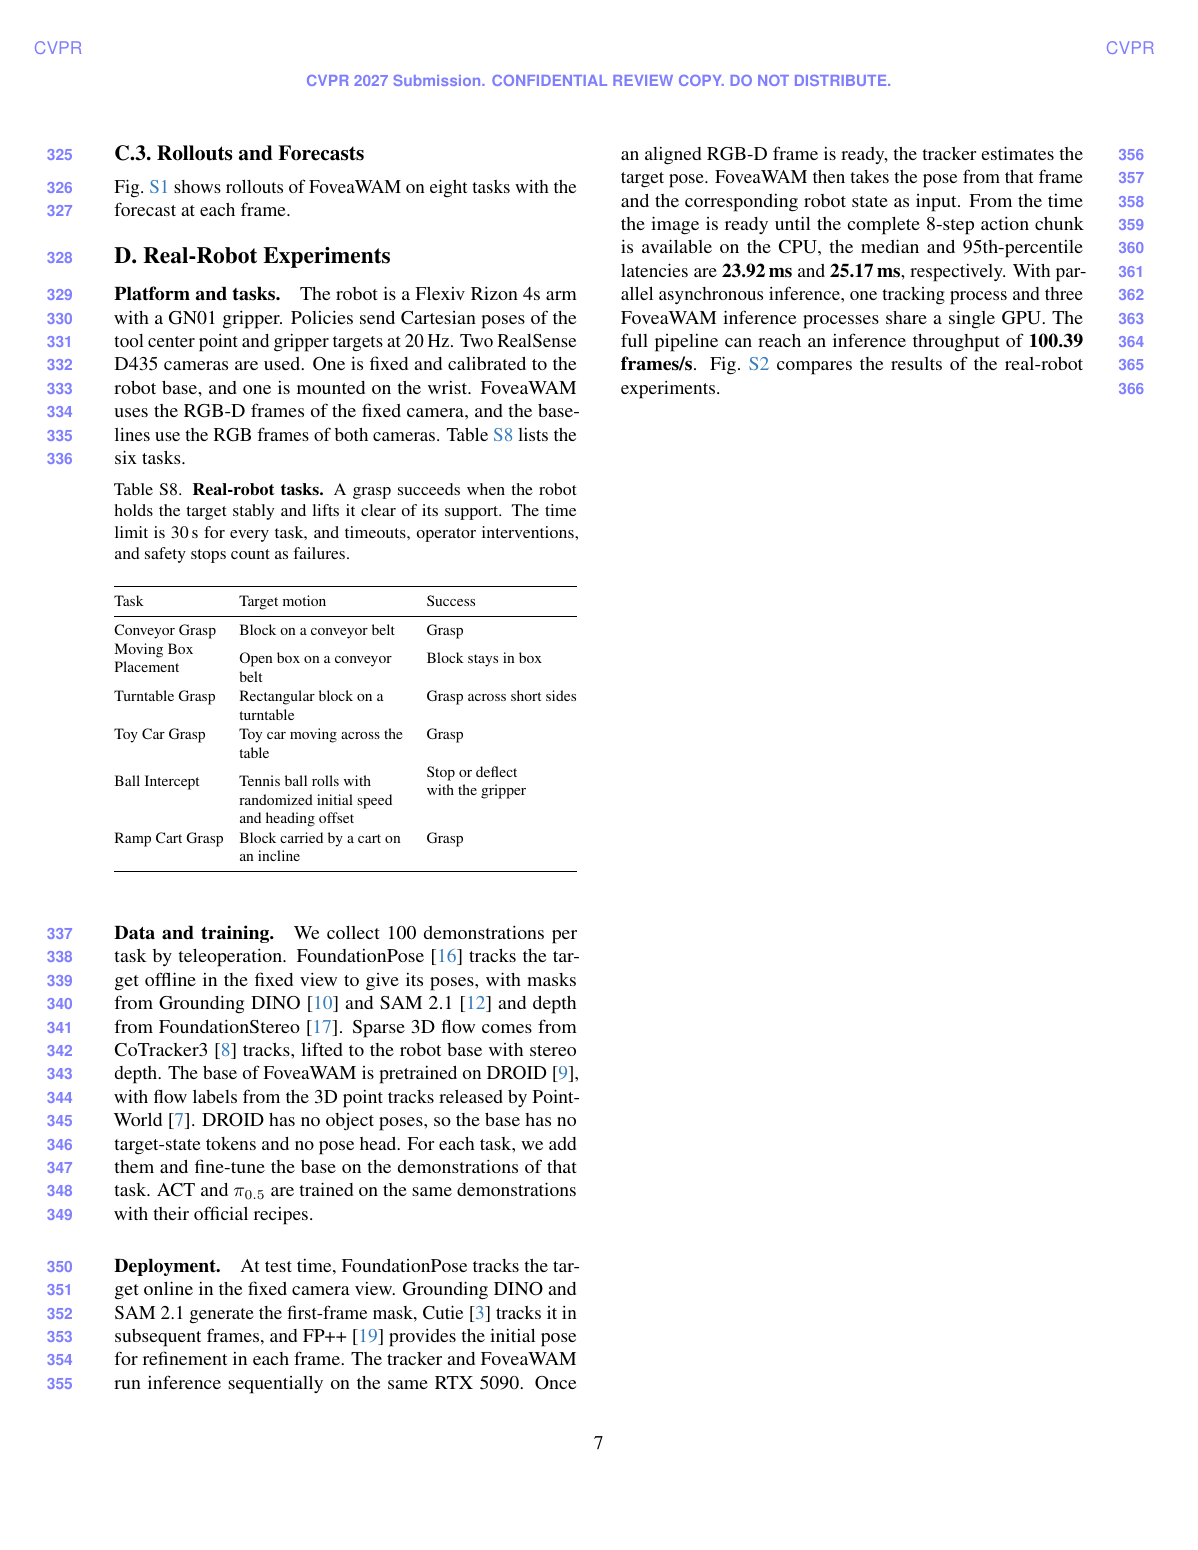 CVPR
CVPR
CVPR 2027 Submission. CONFIDENTIAL REVIEW COPY. DO NOT DISTRIBUTE.
325 C.3. Rollouts and Forecasts
326 Fig. S1 shows rollouts of FoveaWAM on eight tasks with the
327 forecast at each frame.
328 D. Real-Robot Experiments
329 Platform and tasks. The robot is a Flexiv Rizon 4s arm
330 with a GN01 gripper. Policies send Cartesian poses of the
331 tool center point and gripper targets at 20 Hz. Two RealSense
332 D435 cameras are used. One is fixed and calibrated to the
333 robot base, and one is mounted on the wrist. FoveaWAM
334 uses the RGB-D frames of the fixed camera, and the base-
335 lines use the RGB frames of both cameras. Table S8 lists the
336 six tasks.
Table S8. Real-robot tasks. A grasp succeeds when the robot
holds the target stably and lifts it clear of its support. The time
limit is 30 s for every task, and timeouts, operator interventions,
and safety stops count as failures.
Task Target motion Success
Conveyor Grasp Block on a conveyor belt Grasp
Moving Box
Placement Open box on a conveyor Block stays in box
belt
Turntable Grasp Rectangular block on a Grasp across short sides
turntable
Toy Car Grasp Toy car moving across the Grasp
table
Stop or deflect
Ball Intercept Tennis ball rolls with with the gripper
randomized initial speed
and heading offset
Ramp Cart Grasp Block carried by a cart on Grasp
an incline
337 Data and training. We collect 100 demonstrations per
338 task by teleoperation. FoundationPose [16] tracks the tar-
339 get offline in the fixed view to give its poses, with masks
340 from Grounding DINO [10] and SAM 2.1 [12] and depth
341 from FoundationStereo [17]. Sparse 3D flow comes from
342 CoTracker3 [8] tracks, lifted to the robot base with stereo
343 depth. The base of FoveaWAM is pretrained on DROID [9],
344 with flow labels from the 3D point tracks released by Point-
345 World [7]. DROID has no object poses, so the base has no
346 target-state tokens and no pose head. For each task, we add
347 them and fine-tune the base on the demonstrations of that
348 task. ACT and π0.5 are trained on the same demonstrations
349 with their official recipes.
350 Deployment. At test time, FoundationPose tracks the tar-
351 get online in the fixed camera view. Grounding DINO and
352 SAM 2.1 generate the first-frame mask, Cutie [3] tracks it in
353 subsequent frames, and FP++ [19] provides the initial pose
354 for refinement in each frame. The tracker and FoveaWAM
355 run inference sequentially on the same RTX 5090. Once
an aligned RGB-D frame is ready, the tracker estimates the 356
target pose. FoveaWAM then takes the pose from that frame 357
and the corresponding robot state as input. From the time 358
the image is ready until the complete 8-step action chunk 359
is available on the CPU, the median and 95th-percentile 360
latencies are 23.92 ms and 25.17 ms, respectively. With par- 361
allel asynchronous inference, one tracking process and three 362
FoveaWAM inference processes share a single GPU. The 363
full pipeline can reach an inference throughput of 100.39 364
frames/s. Fig. S2 compares the results of the real-robot 365
experiments. 366
7